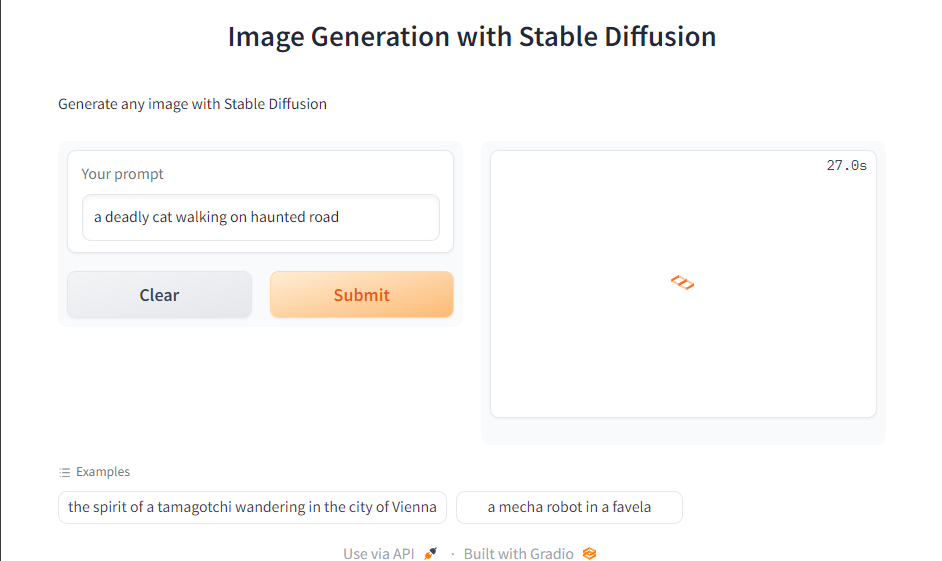 Image Generation with Stable Diffusion
Generate any image with Stable Diffusion
Your prompt
a deadly cat walking on haunted road
Clear
Submit
27.0s
Examples
the spirit of a tamagotchi wandering in the city of Vienna
a mecha robot in a favela
Use via API · Built with Gradio